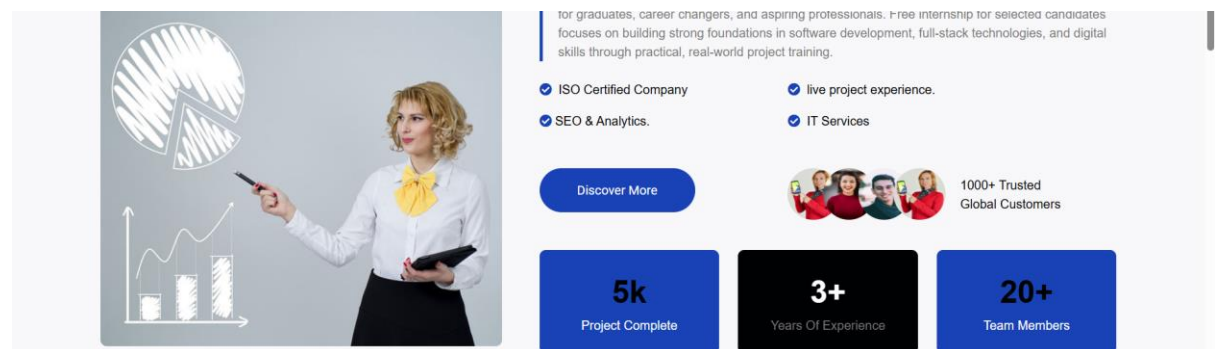 for graduates, career changers, and aspiring professionals. Free internship for selected candidates
focuses on building strong foundations in software development, full-stack technologies, and digital
skills through practical, real-world project training.
ISO Certified Company
live project experience.
SEO & Analytics.
IT Services
Discover More
1000+ Trusted
Global Customers
5k
Project Complete
3+
Years Of Experience
20+
Team Members